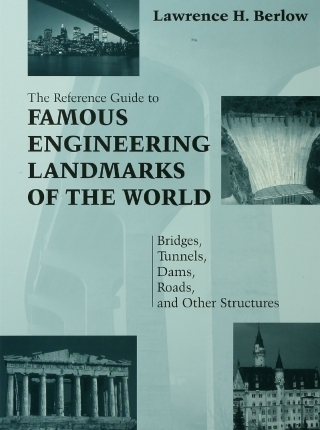 Lawrence H. Berlow
The Reference Guide to
FAMOUS
ENGINEERING
LANDMARKS
OF THE WORLD
Bridges,
Tunnels,
Dams,
Roads,
and Other Structures